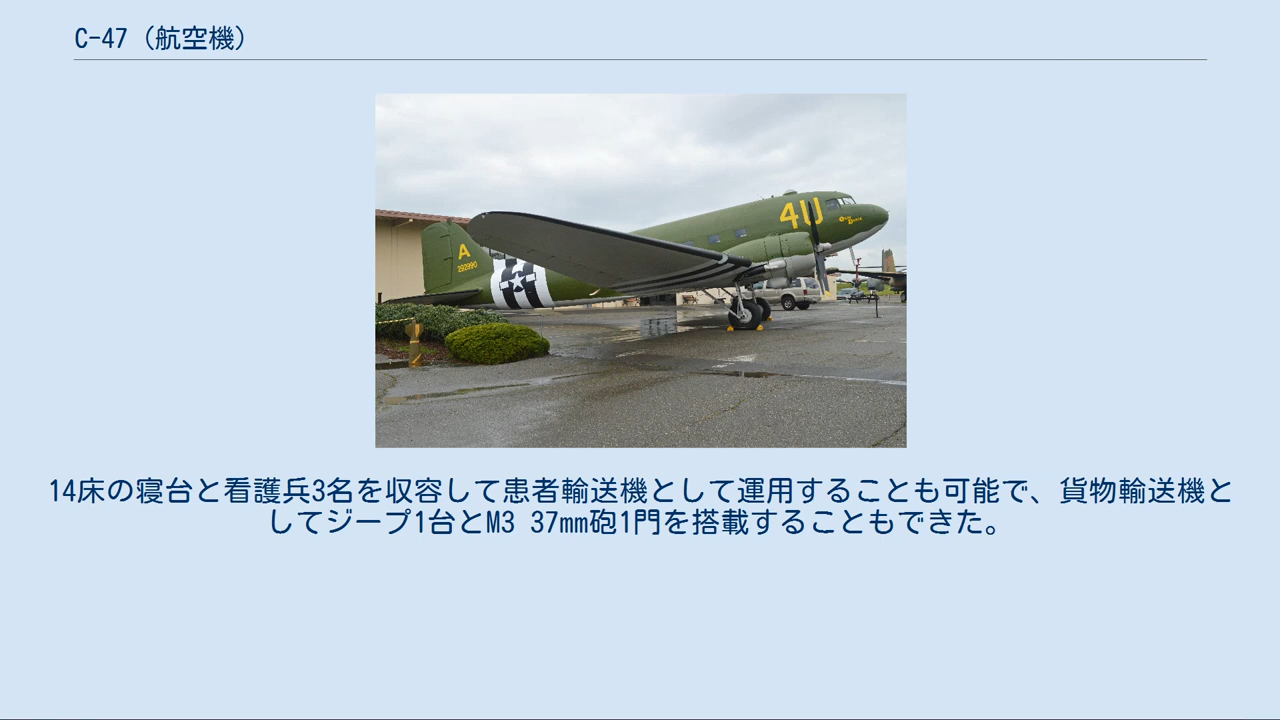 C-47（航空機）
4U
A
292990
14床の寝台と看護兵3名を収容して患者輸送機として運用することも可能で、貨物輸送機と
してジープ1台とM3 37mm砲1門を搭載することもできた。